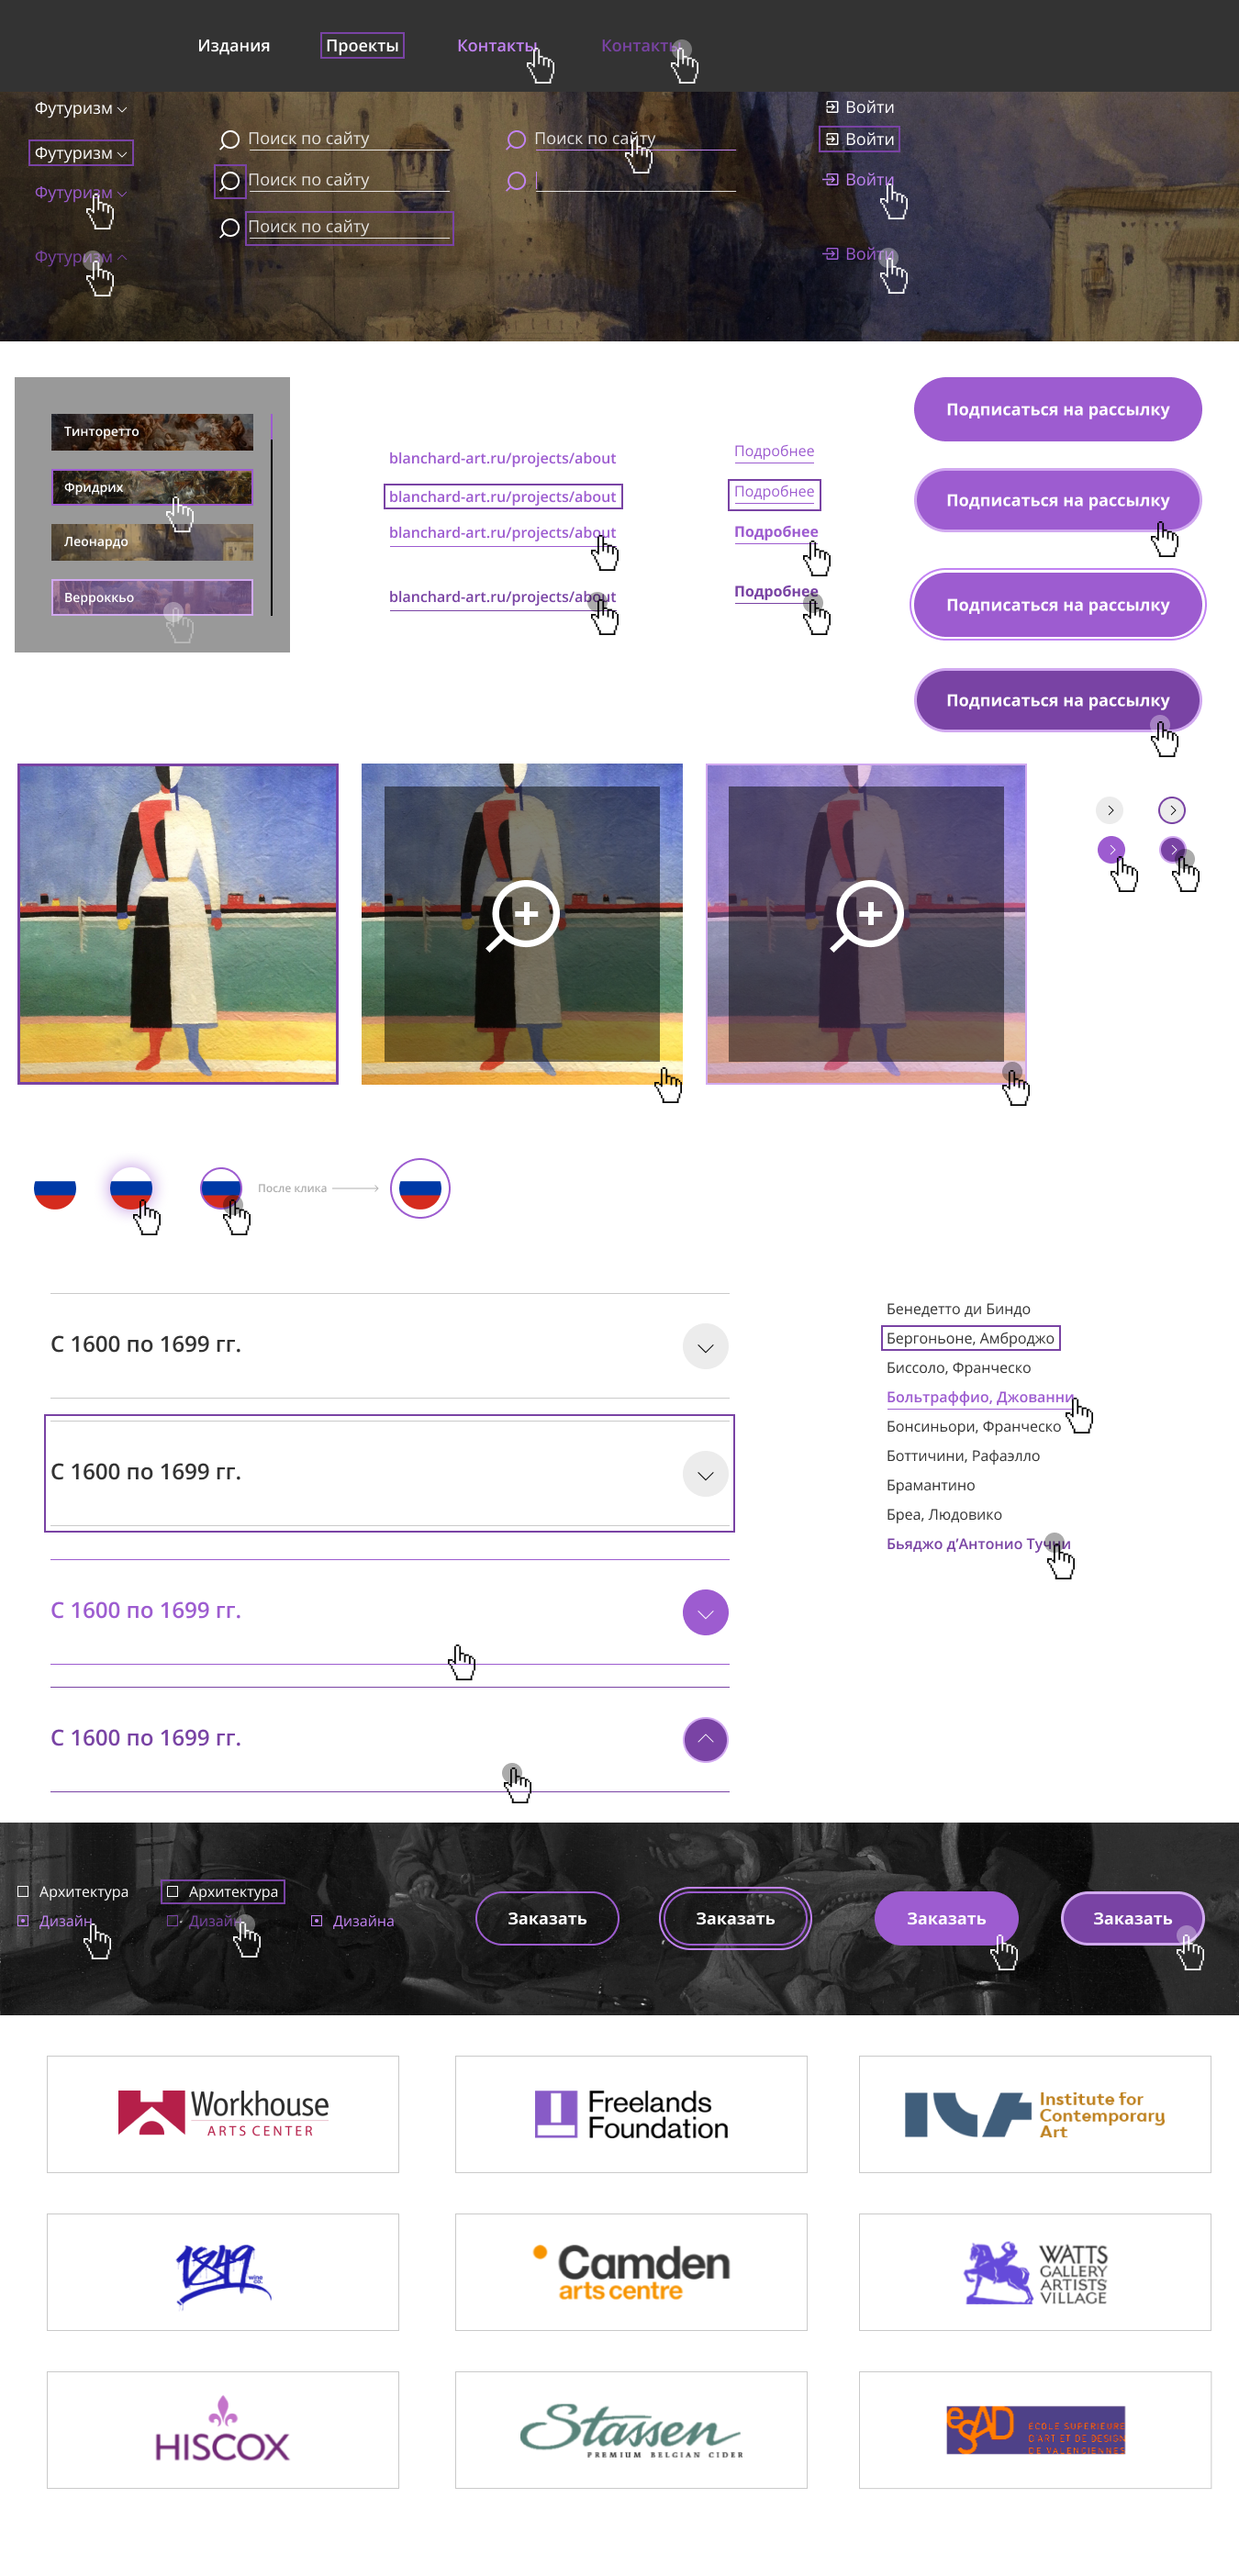 Издания Проекты Контакты Контакты
Футуризм
Футуризм
Футуризм
Футуризм
Поиск по сайту
Поиск по сайту
Поиск по сайту
Поиск по сайту
Войти
Войти
Войти
Войти
Тинторетто
Фридрих
Леонардо
Верроккьо
blanchard-art.ru/projects/about
blanchard-art.ru/projects/about
blanchard-art.ru/projects/about
blanchard-art.ru/projects/about
Подробнее
Подробнее
Подробнее
Подробнее
Подписаться на рассылку
Подписаться на рассылку
Подписаться на рассылку
Подписаться на рассылку
После клика
С 1600 по 1699 гг.
С 1600 по 1699 гг.
С 1600 по 1699 гг.
С 1600 по 1699 гг.
Бенедетто ди Биндо
Бергоньоне, Амброджо
Биссоло, Франческо
Больтраффио, Джованни
Бонсиньори, Франческо
Боттичини, Рафаэлло
Брамантино
Бреа, Людовико
Бьяджо д’Антонио Туччи
Архитектура Архитектура
Дизайн Дизайн Дизайна
Заказать Заказать Заказать Заказать
Workhouse
ARTS CENTER
Freelands
Foundation
ICA
Institute for
Contemporary
Art
1849
wine
co.
Camden
arts centre
WATTS
GALLERY
ARTISTS
VILLAGE
HISCOX
Stassen
PREMIUM BELGIAN CIDER
esAD
ECOLE SUPERIEURE
D'ART ET DE DESIGN
DE VALENCIENNES